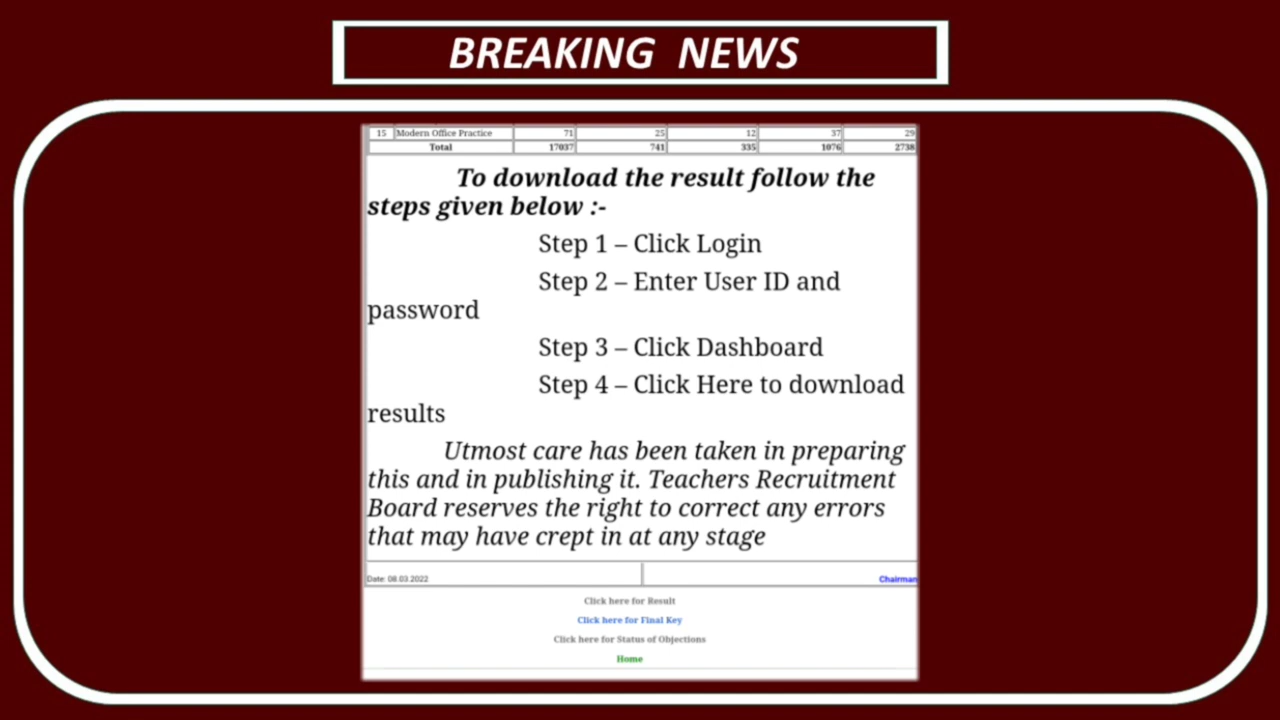 BREAKING NEWS
15 Modern Office Practice 71 25 12 37 29
Total 17037 741 335 1076 2738
To download the result follow the
steps given below :-
Step 1 – Click Login
Step 2 – Enter User ID and
password
Step 3 – Click Dashboard
Step 4 – Click Here to download
results
Utmost care has been taken in preparing
this and in publishing it. Teachers Recruitment
Board reserves the right to correct any errors
that may have crept in at any stage
Date: 08.03.2022 Chairman
Click here for Result
Click here for Final Key
Click here for Status of Objections
Home